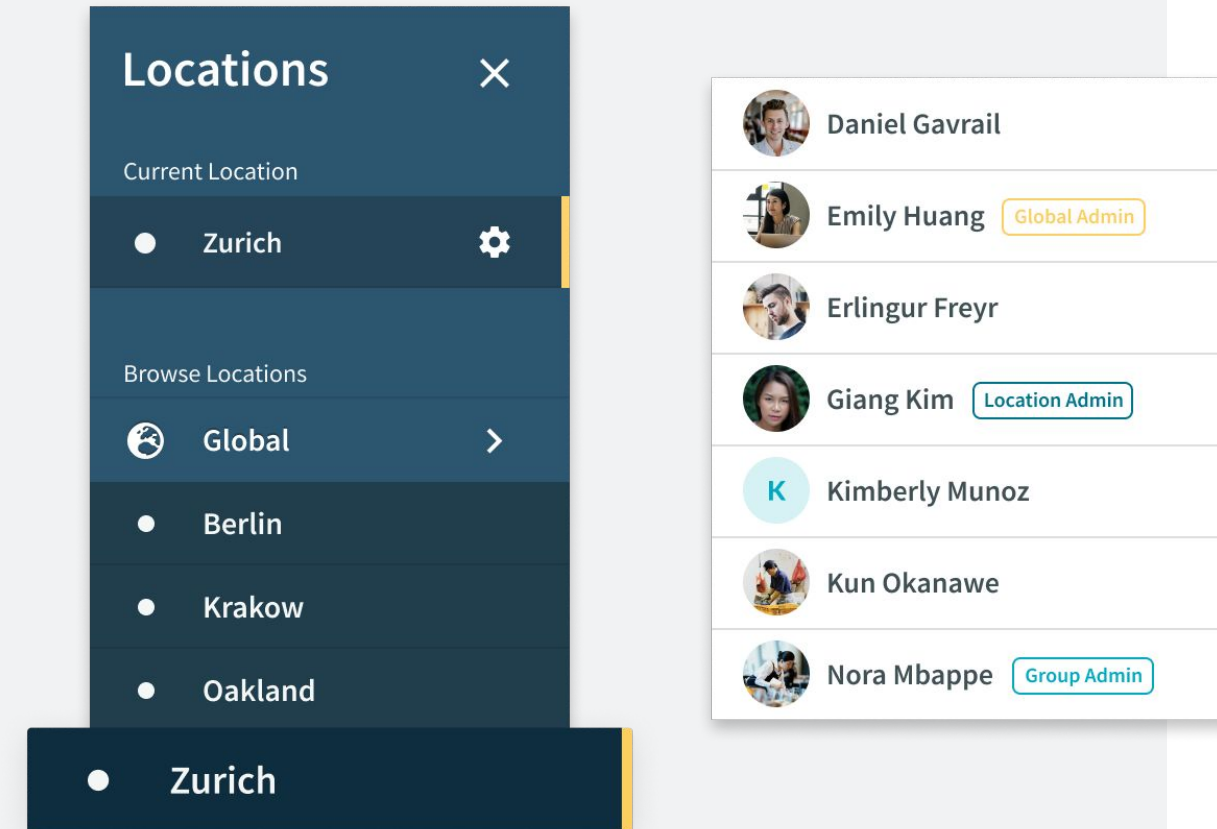 Locations
Current Location
Zurich
Browse Locations
Global
Berlin
Krakow
Oakland
Zurich
Daniel Gavrail
Emily Huang Global Admin
Erlingur Freyr
Giang Kim Location Admin
K Kimberly Munoz
Kun Okanawe
Nora Mbappe Group Admin